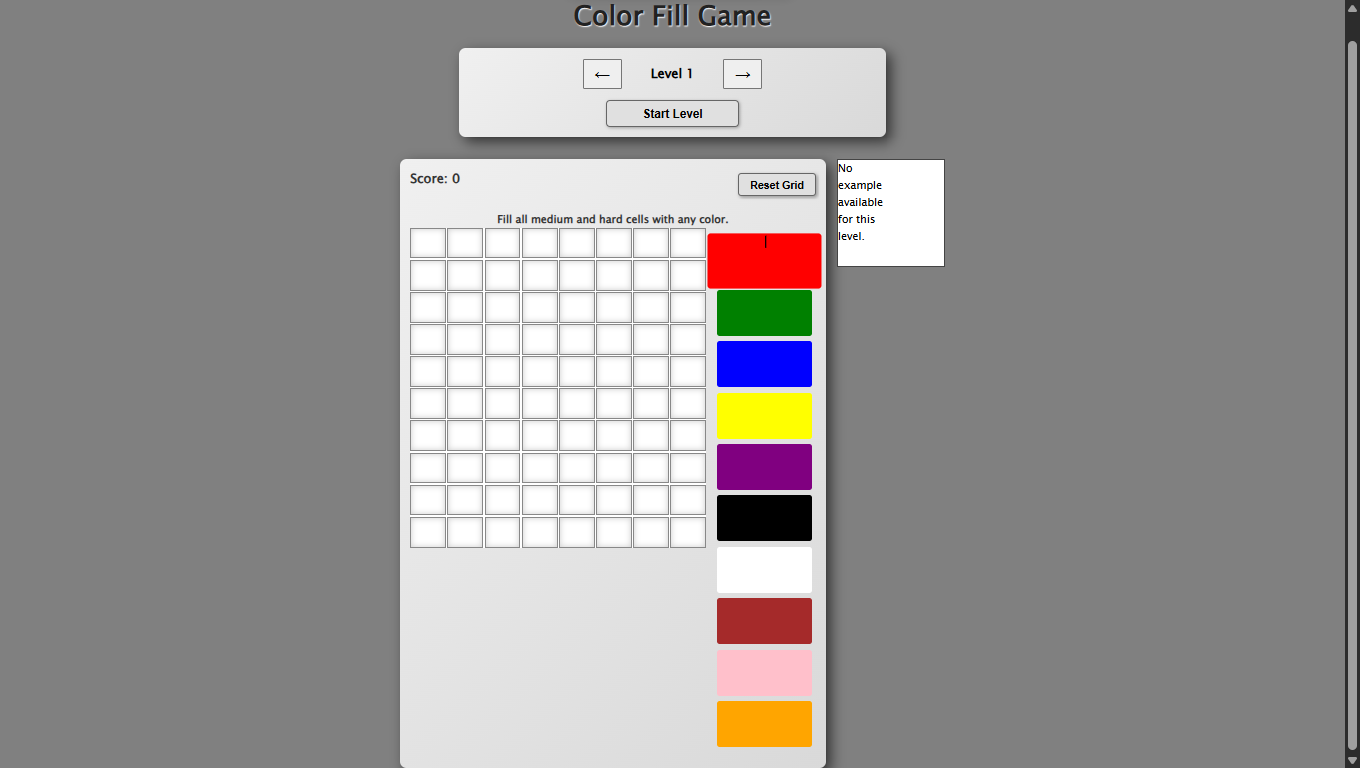 Color Fill Game
←
Level 1
→
Start Level
Score: 0
Reset Grid
Fill all medium and hard cells with any color.
No
example
available
for this
level.